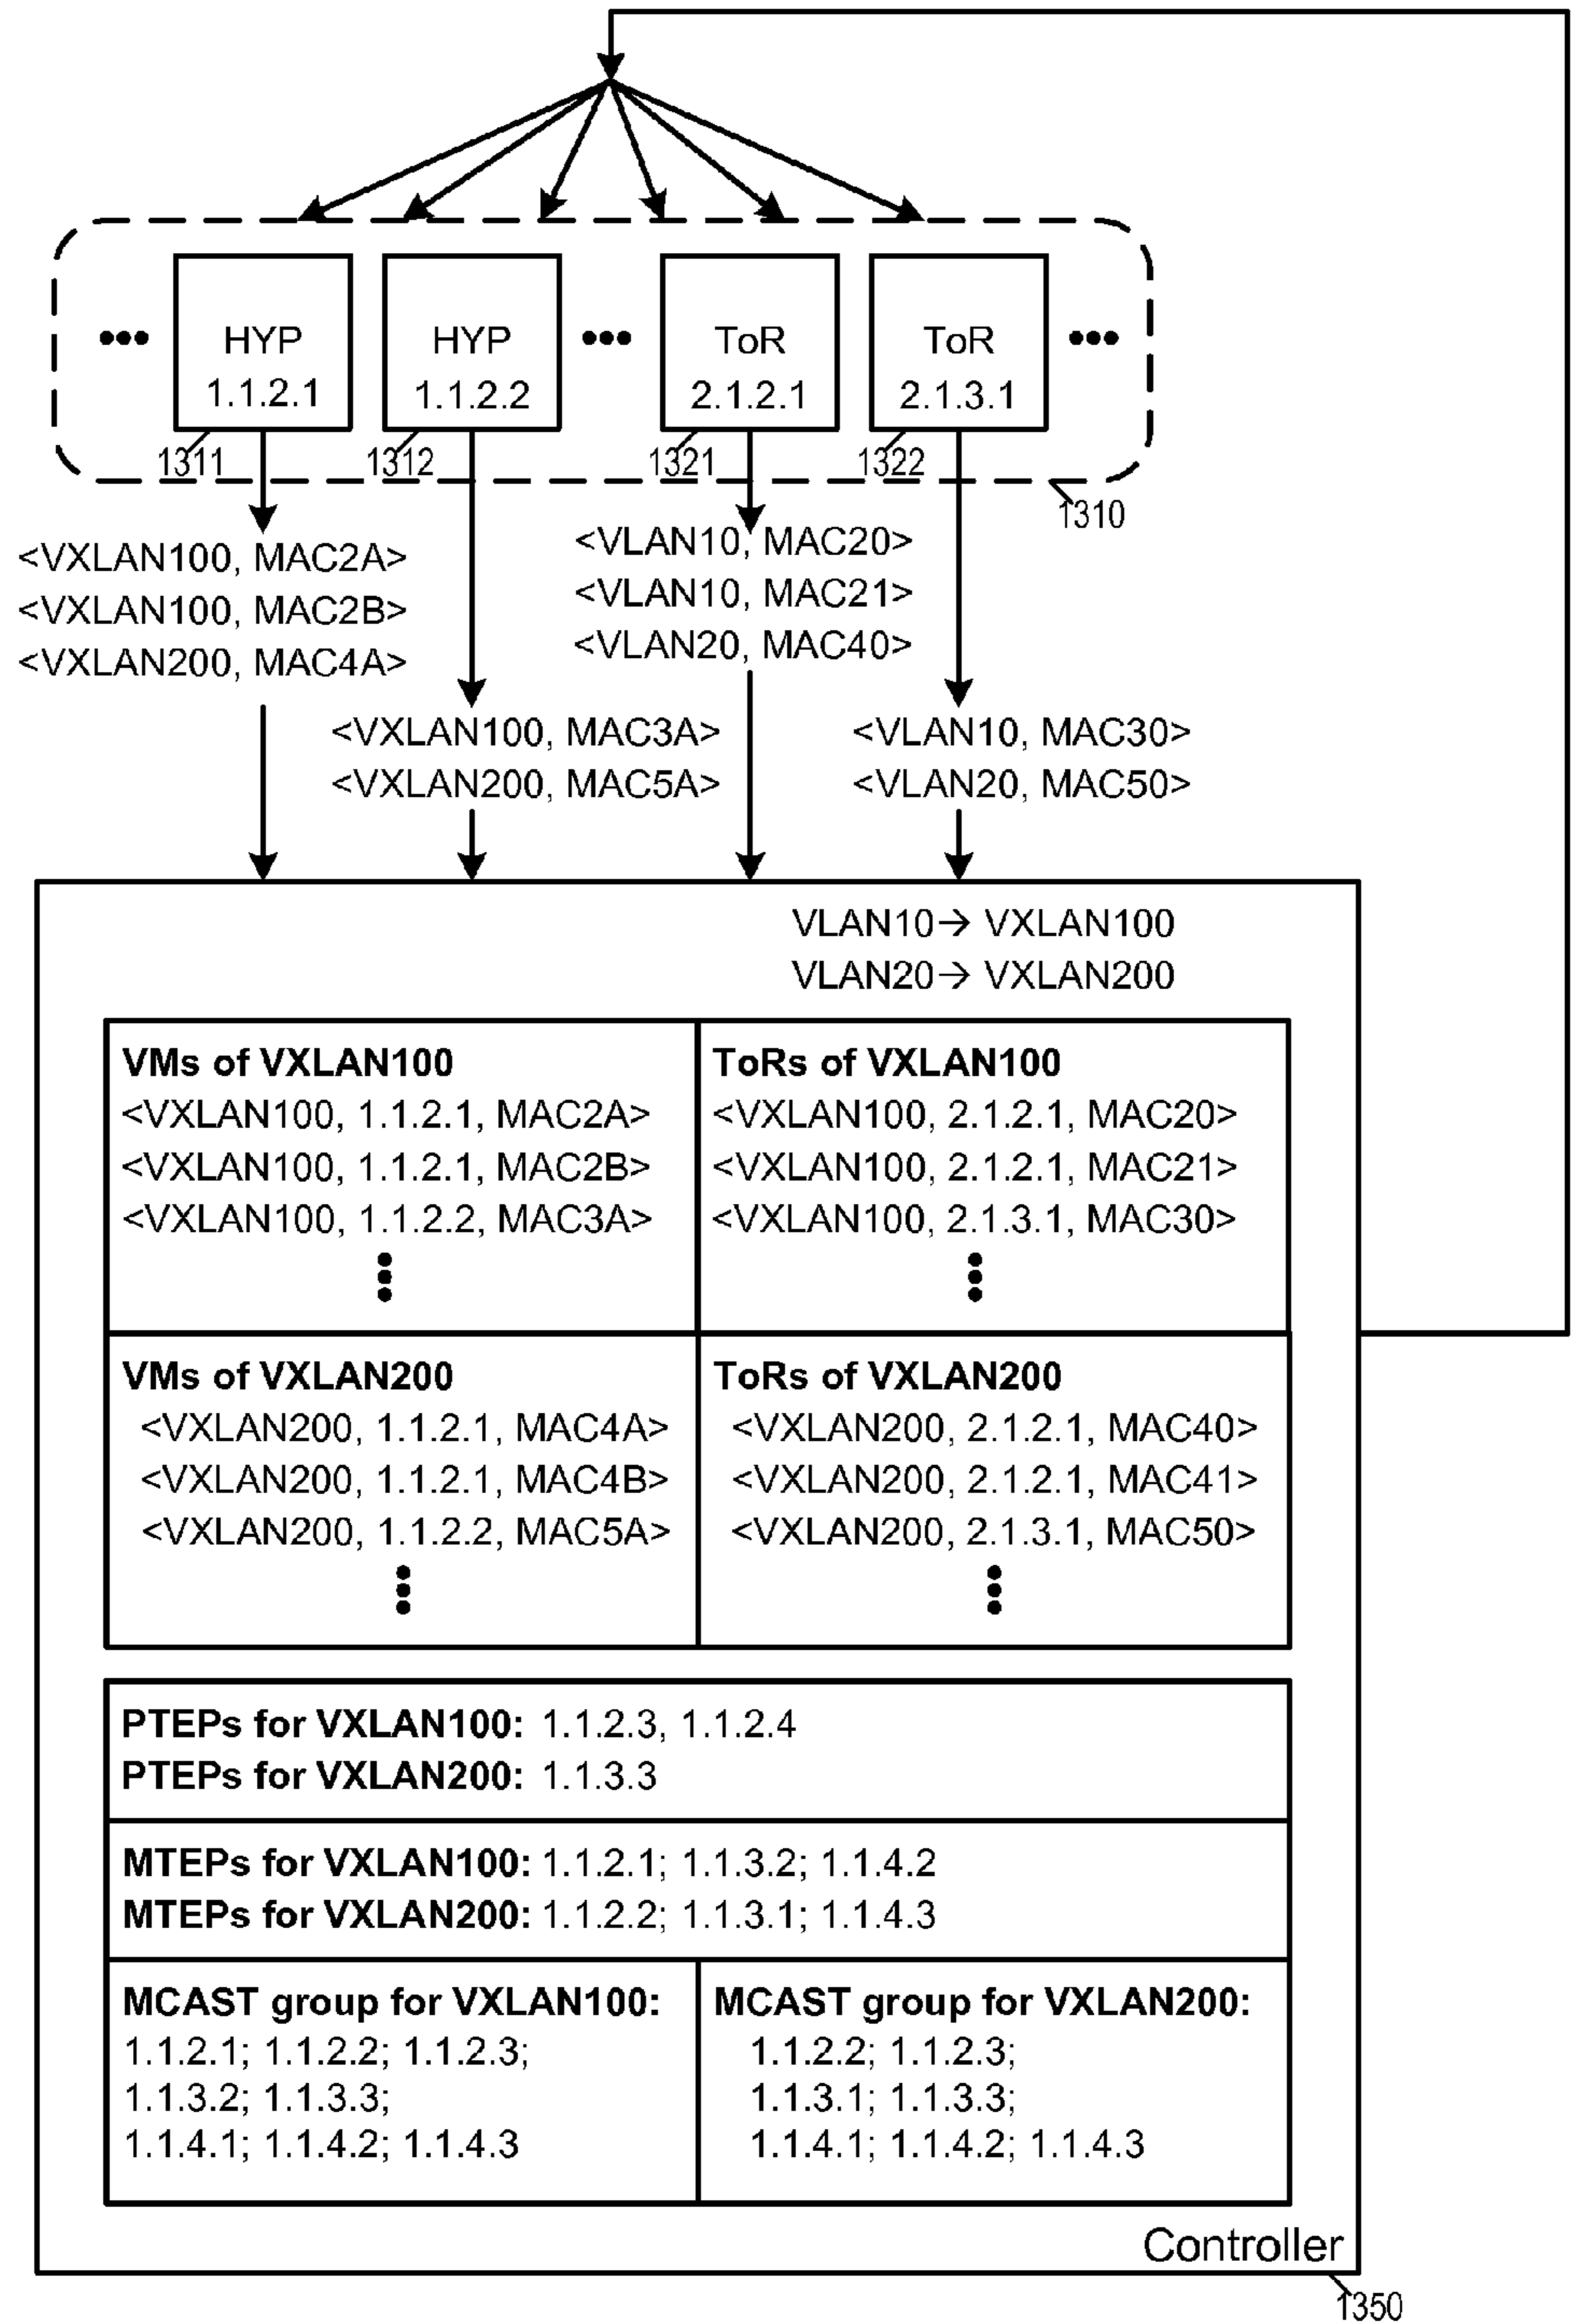 HYP
1.1.2.1
HYP
1.1.2.2
ToR
2.1.2.1
ToR
2.1.3.1
1311
1312
1321
1322
1310
<VXLAN100, MAC2A>
<VXLAN100, MAC2B>
<VXLAN200, MAC4A>
<VLAN10, MAC20>
<VLAN10, MAC21>
<VLAN20, MAC40>
<VXLAN100, MAC3A>
<VXLAN200, MAC5A>
<VLAN10, MAC30>
<VLAN20, MAC50>
VLAN10→ VXLAN100
VLAN20→ VXLAN200
VMs of VXLAN100
<VXLAN100, 1.1.2.1, MAC2A>
<VXLAN100, 1.1.2.1, MAC2B>
<VXLAN100, 1.1.2.2, MAC3A>
ToRs of VXLAN100
<VXLAN100, 2.1.2.1, MAC20>
<VXLAN100, 2.1.2.1, MAC21>
<VXLAN100, 2.1.3.1, MAC30>
VMs of VXLAN200
<VXLAN200, 1.1.2.1, MAC4A>
<VXLAN200, 1.1.2.1, MAC4B>
<VXLAN200, 1.1.2.2, MAC5A>
ToRs of VXLAN200
<VXLAN200, 2.1.2.1, MAC40>
<VXLAN200, 2.1.2.1, MAC41>
<VXLAN200, 2.1.3.1, MAC50>
PTEPs for VXLAN100: 1.1.2.3, 1.1.2.4
PTEPs for VXLAN200: 1.1.3.3
MTEPs for VXLAN100: 1.1.2.1; 1.1.3.2; 1.1.4.2
MTEPs for VXLAN200: 1.1.2.2; 1.1.3.1; 1.1.4.3
MCAST group for VXLAN100:
1.1.2.1; 1.1.2.2; 1.1.2.3;
1.1.3.2; 1.1.3.3;
1.1.4.1; 1.1.4.2; 1.1.4.3
MCAST group for VXLAN200:
1.1.2.2; 1.1.2.3;
1.1.3.1; 1.1.3.3;
1.1.4.1; 1.1.4.2; 1.1.4.3
Controller
1350